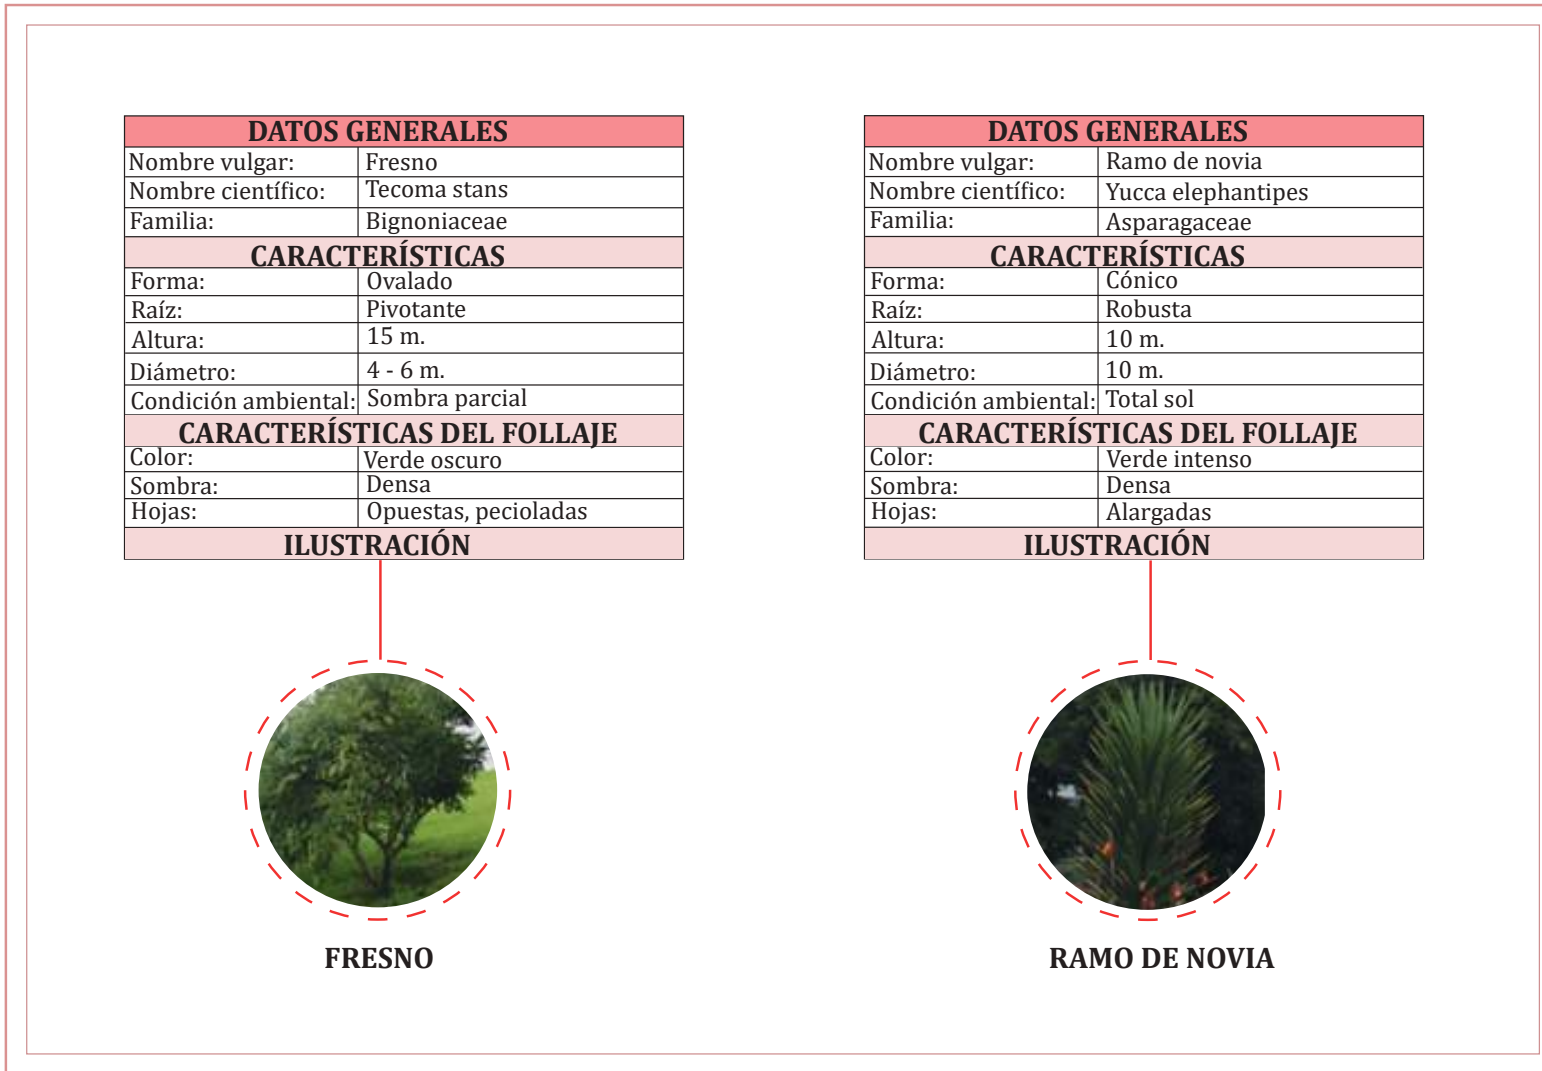 DATOS GENERALES
Nombre vulgar: Fresno
Nombre científico: Tecoma stans
Familia: Bignoniaceae
CARACTERÍSTICAS
Forma: Ovalado
Raíz: Pivotante
Altura: 15 m.
Diámetro: 4 - 6 m.
Condición ambiental: Sombra parcial
CARACTERÍSTICAS DEL FOLLAJE
Color: Verde oscuro
Sombra: Densa
Hojas: Opuestas, pecioladas
ILUSTRACIÓN
FRESNO
DATOS GENERALES
Nombre vulgar: Ramo de novia
Nombre científico: Yucca elephantipes
Familia: Asparagaceae
CARACTERÍSTICAS
Forma: Cónico
Raíz: Robusta
Altura: 10 m.
Diámetro: 10 m.
Condición ambiental: Total sol
CARACTERÍSTICAS DEL FOLLAJE
Color: Verde intenso
Sombra: Densa
Hojas: Alargadas
ILUSTRACIÓN
RAMO DE NOVIA